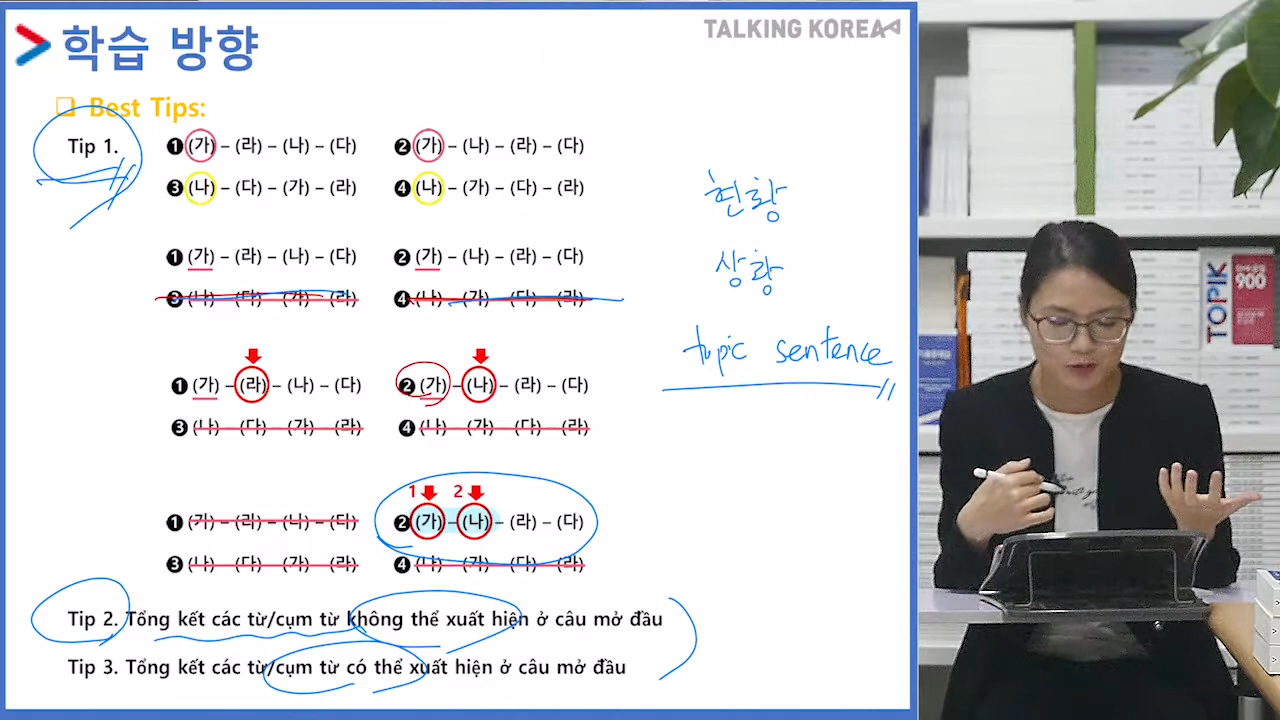 학습 방향
TALKING KOREA
❑ Best Tips:
Tip 1. ❶ (가) – (라) – (나) – (다) ❷ (가) – (나) – (라) – (다)
❸ (나) – (다) – (가) – (라) ❹ (나) – (가) – (다) – (라)
현황
❶ (가) – (라) – (나) – (다) ❷ (가) – (나) – (라) – (다)
상황
❸ (나) – (다) – (가) – (라) ❹ (나) – (가) – (다) – (라)
topic sentence
❶ (가) – (라) – (나) – (다) ❷ (가) – (나) – (라) – (다)
❸ (나) – (다) – (가) – (라) ❹ (나) – (가) – (다) – (라)
1 2
❶ (가) – (라) – (나) – (다) ❷ (가) – (나) – (라) – (다)
❸ (나) – (다) – (가) – (라) ❹ (나) – (가) – (다) – (라)
Tip 2. Tổng kết các từ/cụm từ không thể xuất hiện ở câu mở đầu
Tip 3. Tổng kết các từ/cụm từ có thể xuất hiện ở câu mở đầu
TOPIK
900